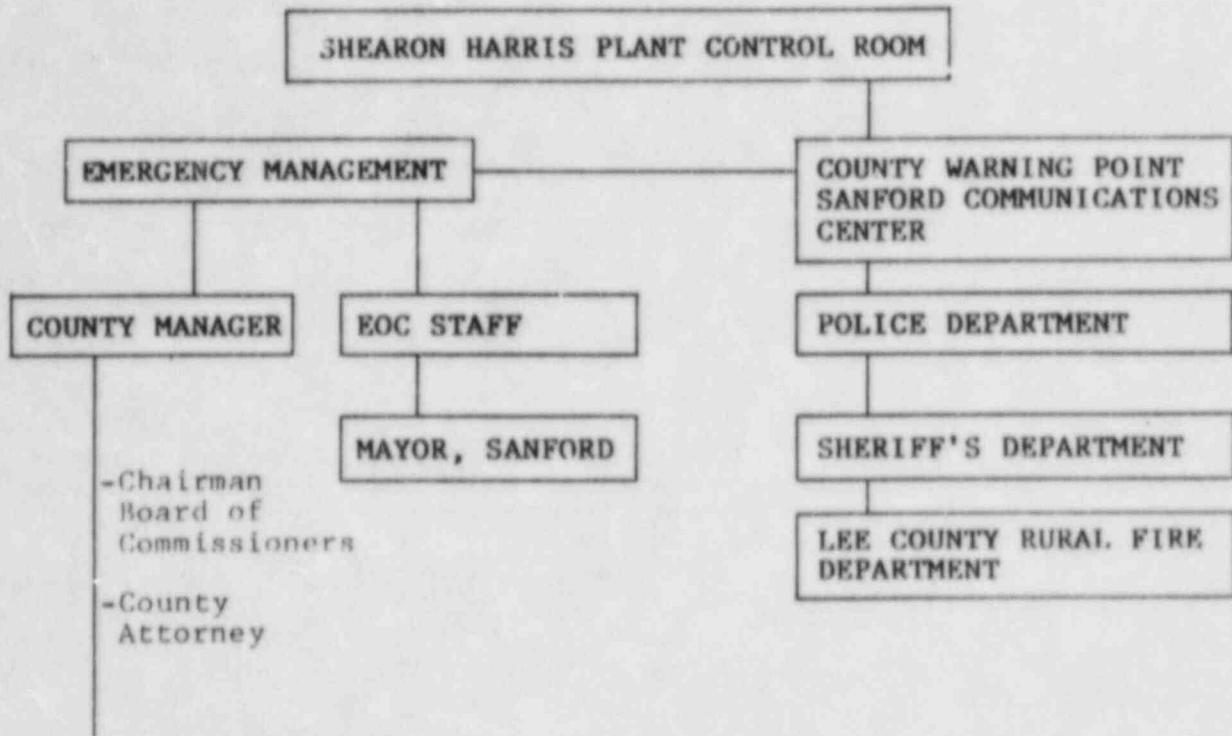 SHEARON HARRIS PLANT CONTROL ROOM
EMERGENCY MANAGEMENT
COUNTY WARNING POINT
SANFORD COMMUNICATIONS
CENTER
COUNTY MANAGER
EOC STAFF
POLICE DEPARTMENT
MAYOR, SANFORD
SHERIFF'S DEPARTMENT
-Chairman
Board of
Commissioners
LEE COUNTY RURAL FIRE
DEPARTMENT
-County
Attorney